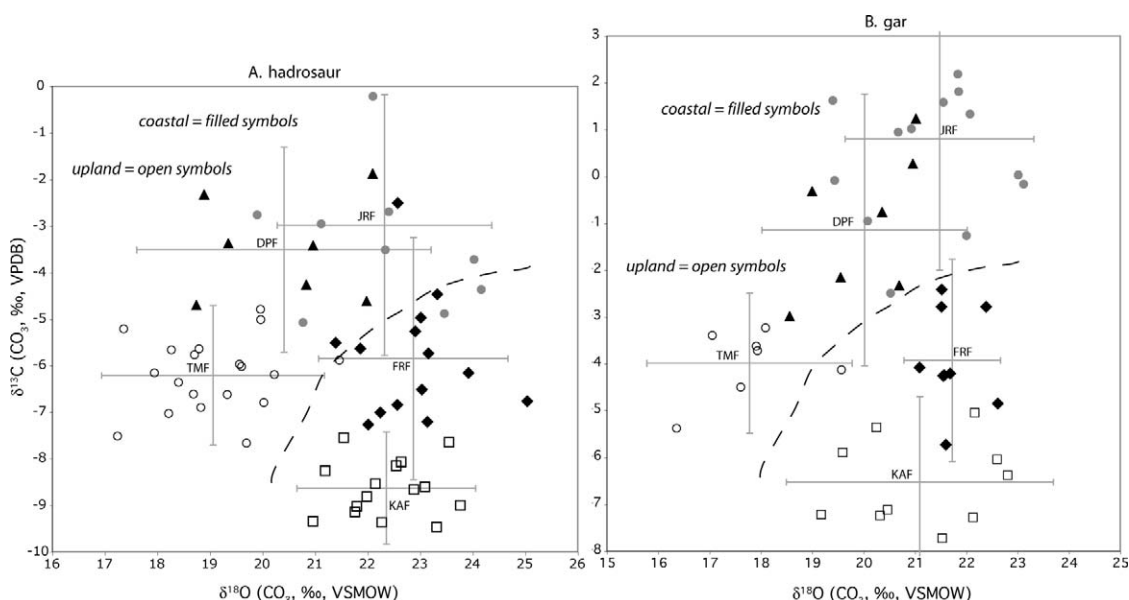 A. hadrosaur
0
-1
-2
-3
-4
-5
-6
-7
-8
-9
-10
δ¹³C (CO₃, ‰, VPDB)
coastal = filled symbols
upland = open symbols
JRF
DPF
TMF
FRF
KAF
16 17 18 19 20 21 22 23 24 25 26
δ¹⁸O (CO₃, ‰, VSMOW)
B. gar
3
2
1
0
1
2
3
4
5
6
7
8
coastal = filled symbols
upland = open symbols
JRF
DPF
TMF
FRF
KAF
15 16 17 18 19 20 21 22 23 24 25
δ¹⁸O (CO₃, ‰, VSMOW)